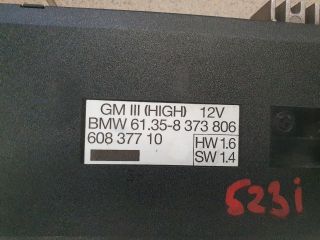 GM III (HIGH) 12V
BMW 61.35-8 373 806
608 377 10 HW 1.6
SW 1.4
523i